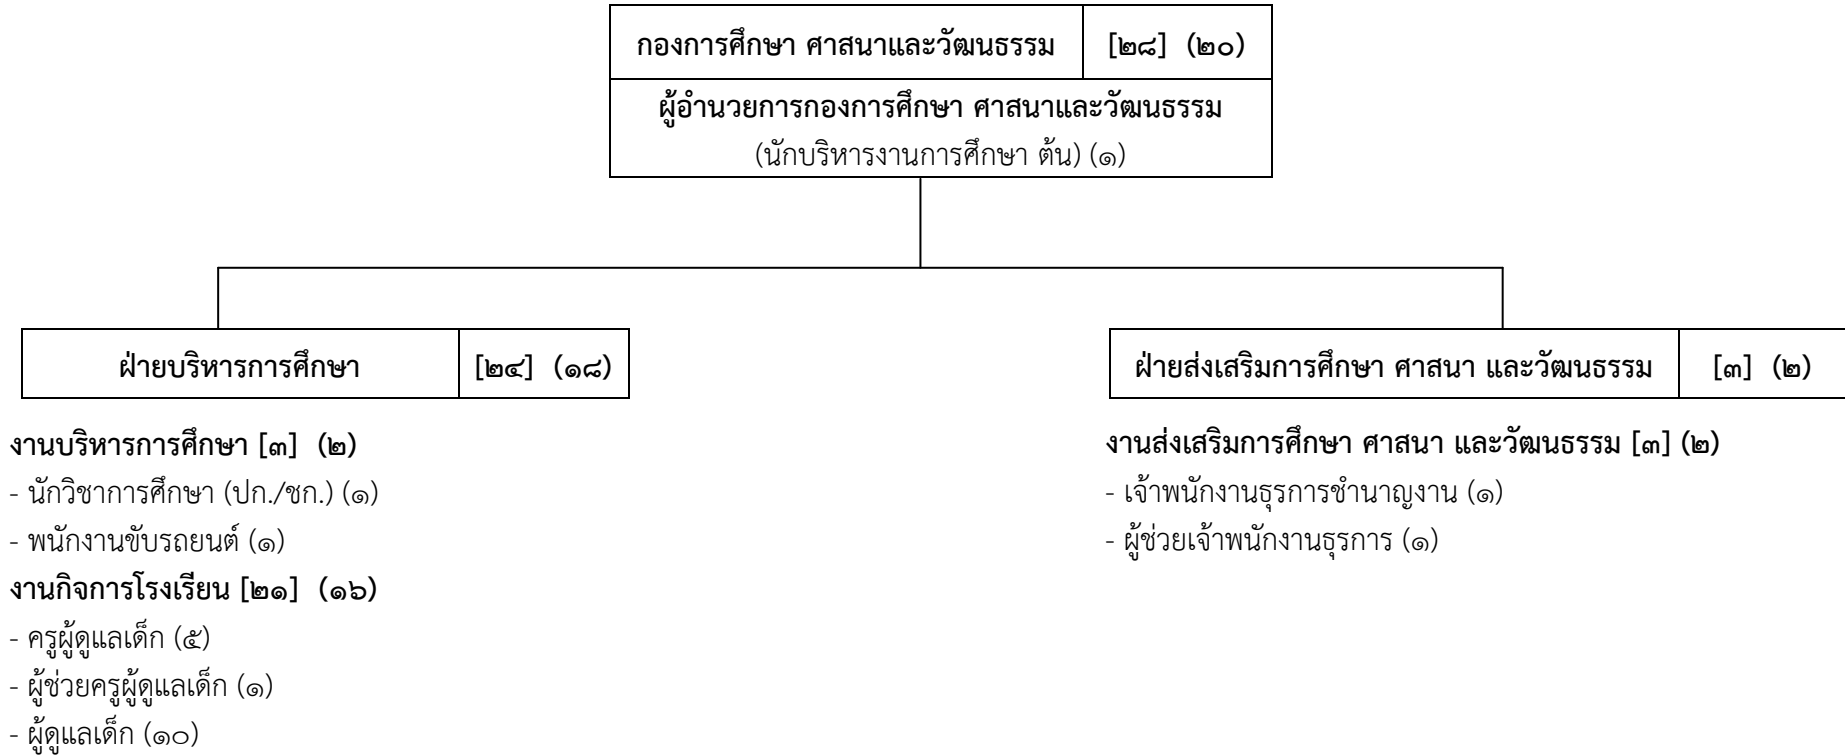 กองการศึกษา ศาสนาและวัฒนธรรม [๒๘] (๒๐)
ผู้อำนวยการกองการศึกษา ศาสนาและวัฒนธรรม
(นักบริหารงานการศึกษา ต้น) (๑)
ฝ่ายบริหารการศึกษา [๒๔] (๑๘)
งานบริหารการศึกษา [๓] (๒)
- นักวิชาการศึกษา (ปก./ชก.) (๑)
- พนักงานขับรถยนต์ (๑)
งานกิจการโรงเรียน [๒๑] (๑๖)
- ครูผู้ดูแลเด็ก (๕)
- ผู้ช่วยครูผู้ดูแลเด็ก (๑)
- ผู้ดูแลเด็ก (๑๐)
ฝ่ายส่งเสริมการศึกษา ศาสนา และวัฒนธรรม [๓] (๒)
งานส่งเสริมการศึกษา ศาสนา และวัฒนธรรม [๓] (๒)
- เจ้าพนักงานธุรการชำนาญงาน (๑)
- ผู้ช่วยเจ้าพนักงานธุรการ (๑)